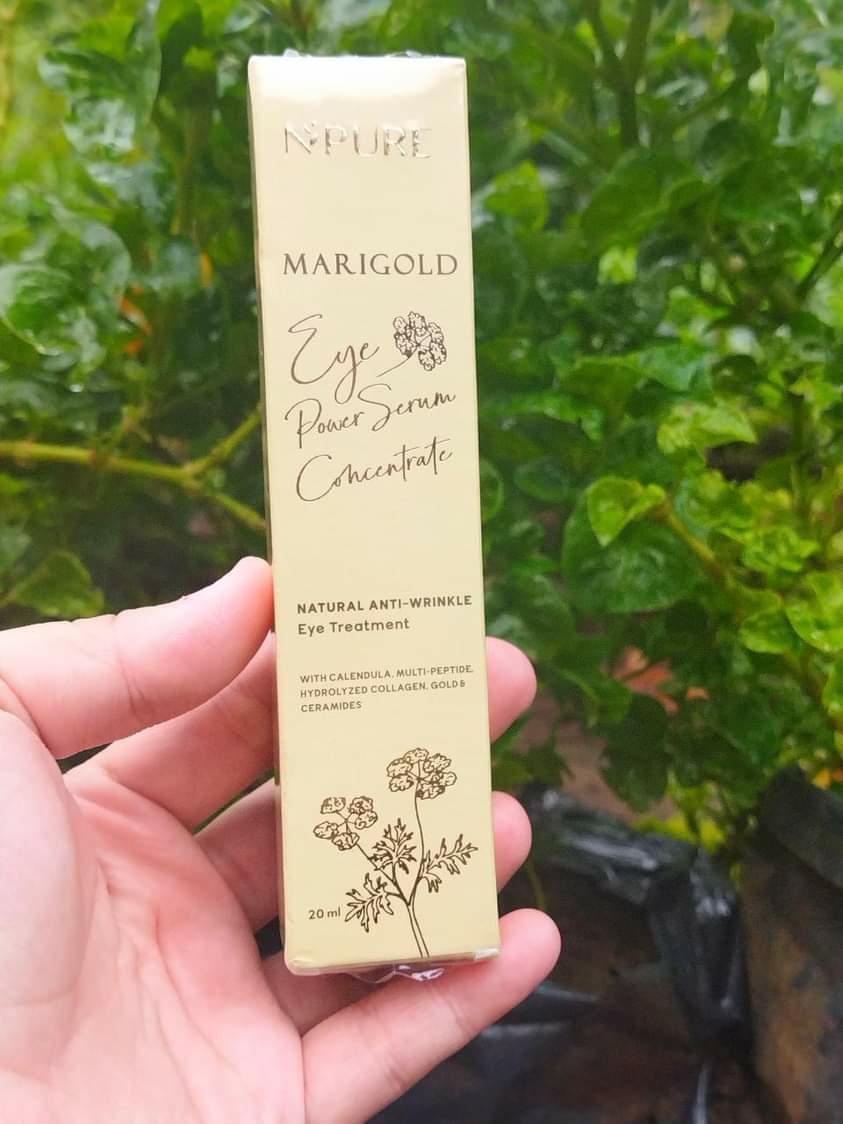 N'PURE
MARIGOLD
Eye
Power Serum
Concentrate
NATURAL ANTI-WRINKLE
Eye Treatment
WITH CALENDULA, MULTI-PEPTIDE,
HYDROLYZED COLLAGEN, GOLD &
CERAMIDES
20 ml